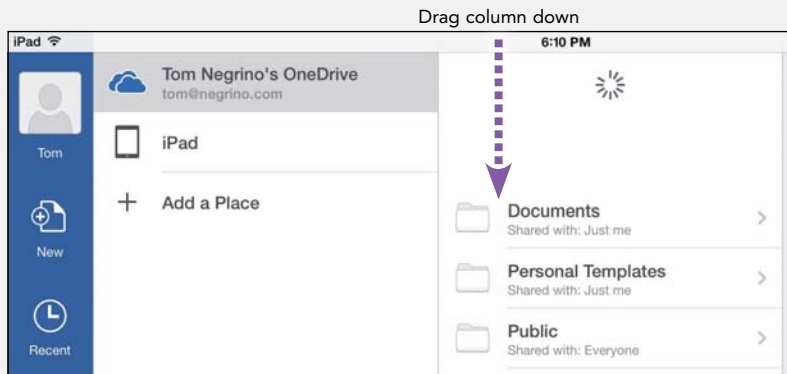 Drag column down
iPad
6:10 PM
Tom
New
Recent
Tom Negrino's OneDrive
tom@negrino.com
iPad
Add a Place
Documents
Shared with: Just me
Personal Templates
Shared with: Just me
Public
Shared with: Everyone